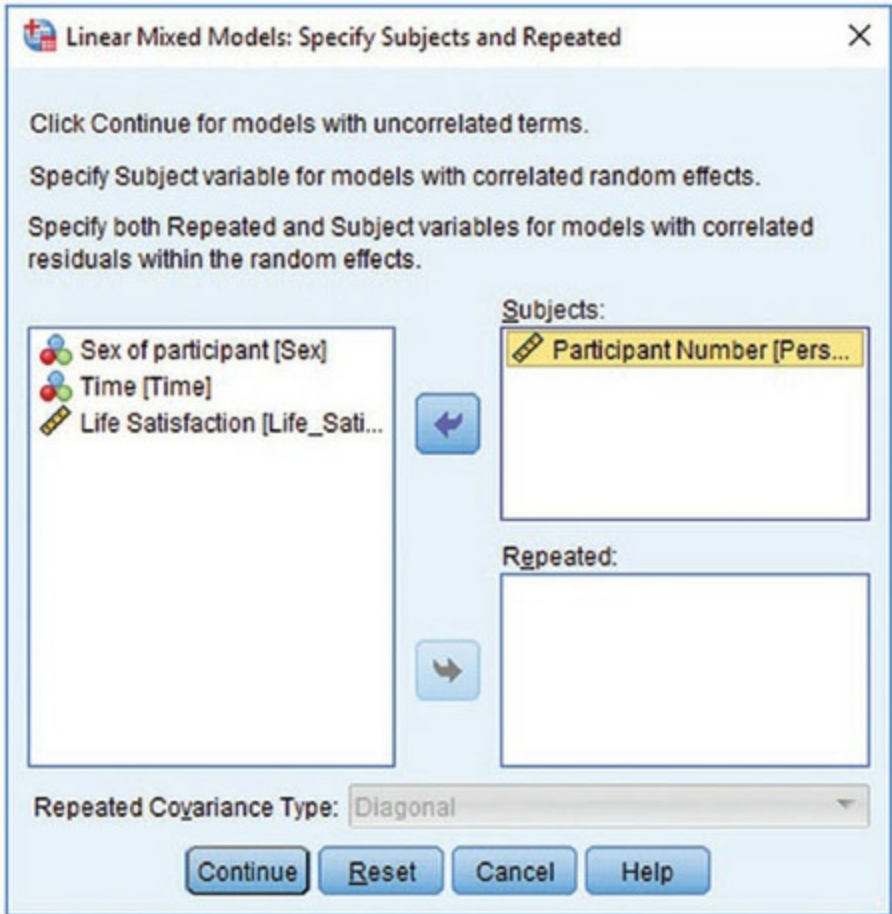 Linear Mixed Models: Specify Subjects and Repeated
Click Continue for models with uncorrelated terms.
Specify Subject variable for models with correlated random effects.
Specify both Repeated and Subject variables for models with correlated
residuals within the random effects.
Subjects:
Sex of participant [Sex]
Time [Time]
Life Satisfaction [Life_Sati...
Participant Number [Pers...
Repeated:
Repeated Covariance Type: Diagonal
Continue Reset Cancel Help